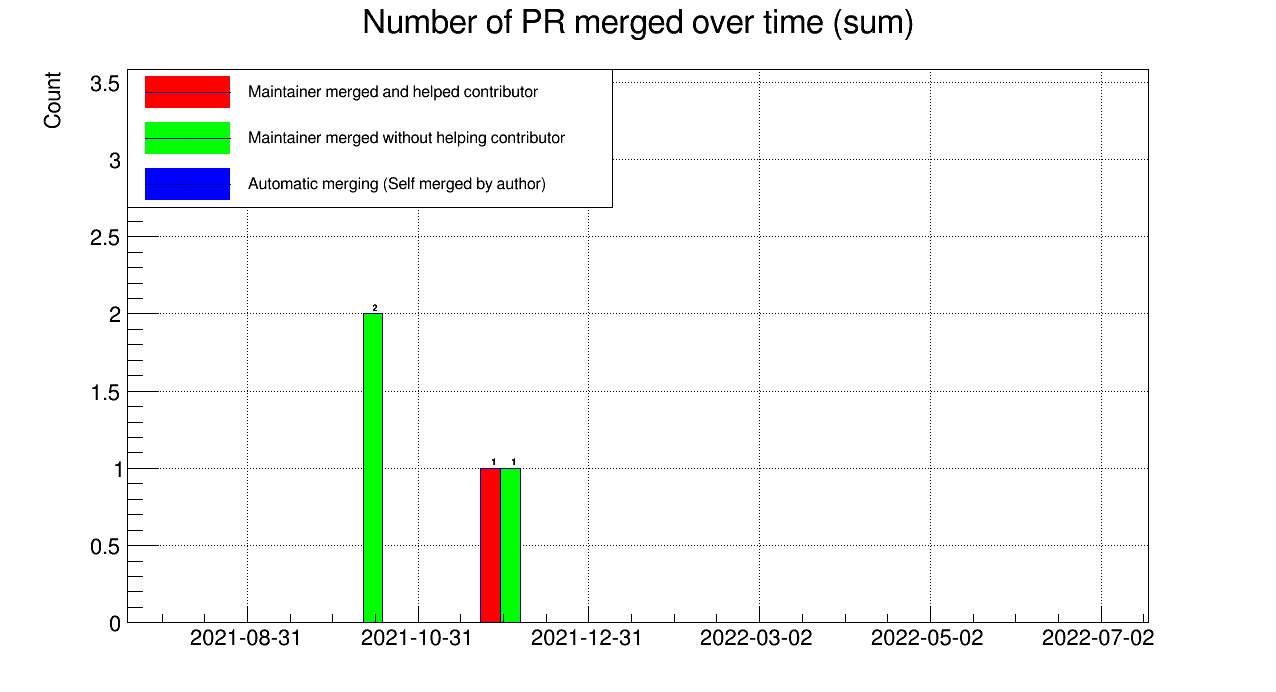 Number of PR merged over time (sum)
Count
3.5
Maintainer merged and helped contributor
Maintainer merged without helping contributor
3
Automatic merging (Self merged by author)
2.5
2
2
1.5
1
1 1
0.5
0
2021-08-31 2021-10-31 2021-12-31 2022-03-02 2022-05-02 2022-07-02